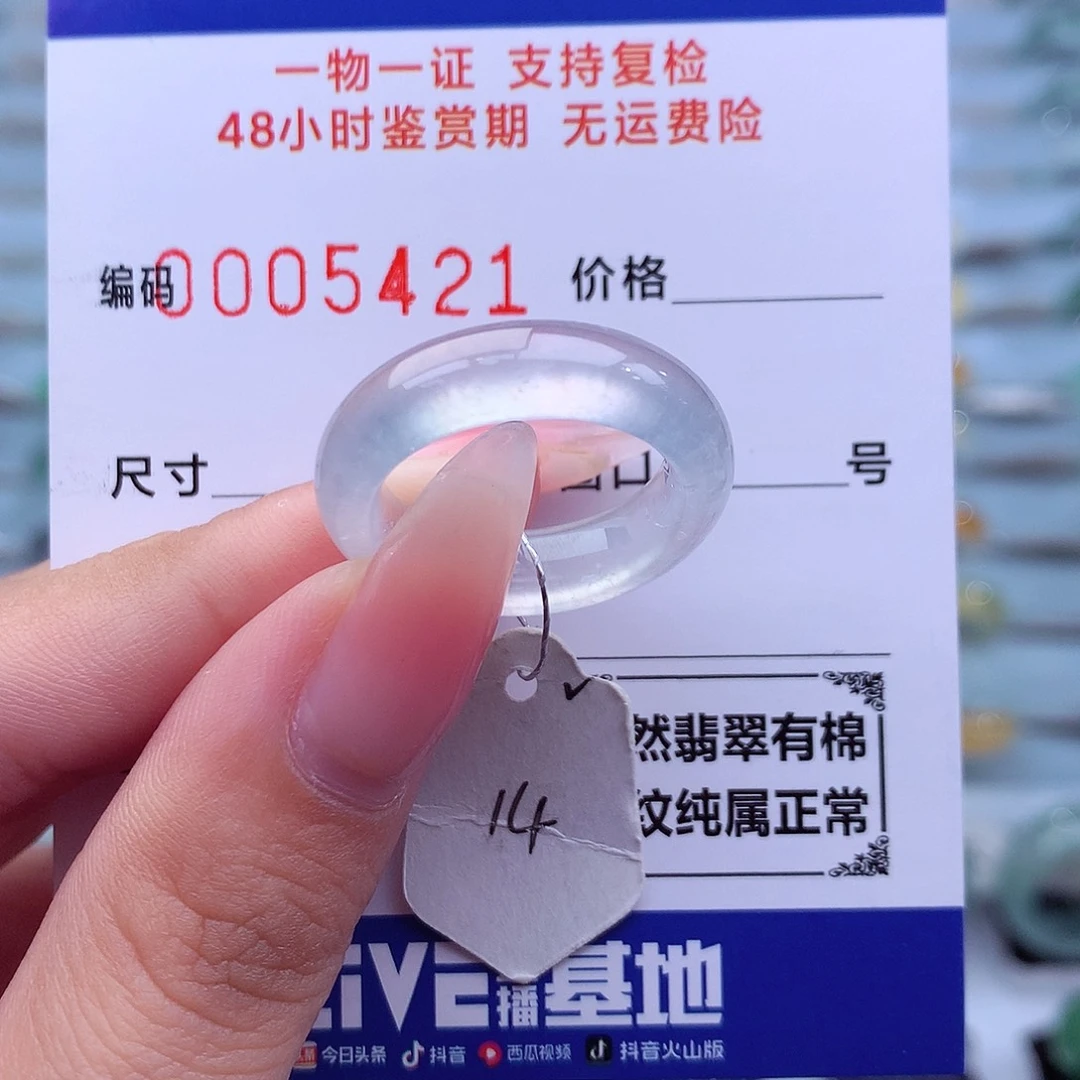 一物一证 支持复检
48小时鉴赏期 无运费险
编码0005421 价格
尺寸 口 号
然翡翠有棉
纹纯属正常
14
LiVE 播 基地
今日头条 抖音 西瓜视频 抖音火山版